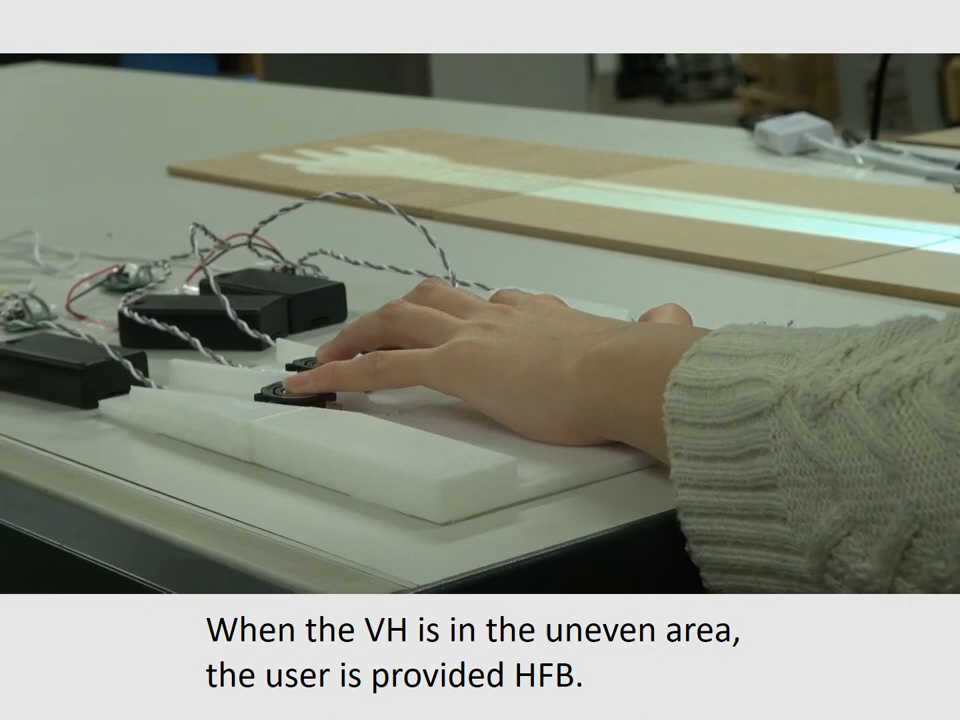 When the VH is in the uneven area,
the user is provided HFB.